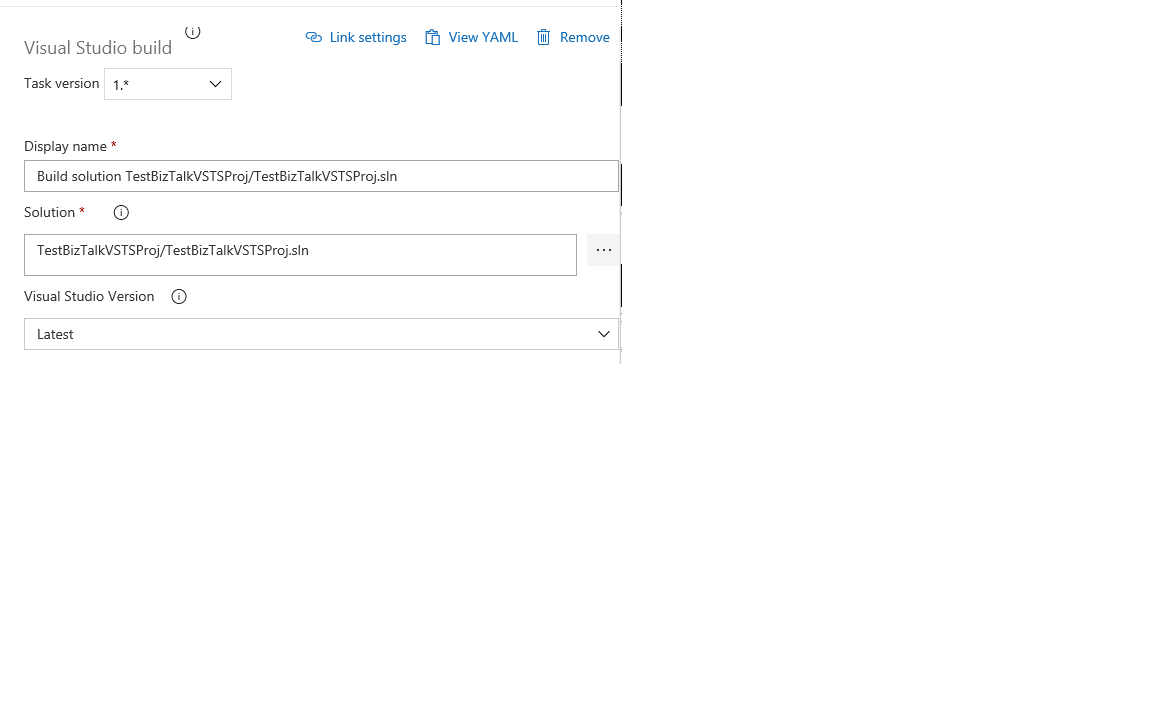 Visual Studio build
Link settings View YAML Remove
Task version 1.*
Display name *
Build solution TestBizTalkVSTSProj/TestBizTalkVSTSProj.sln
Solution *
TestBizTalkVSTSProj/TestBizTalkVSTSProj.sln
...
Visual Studio Version
Latest